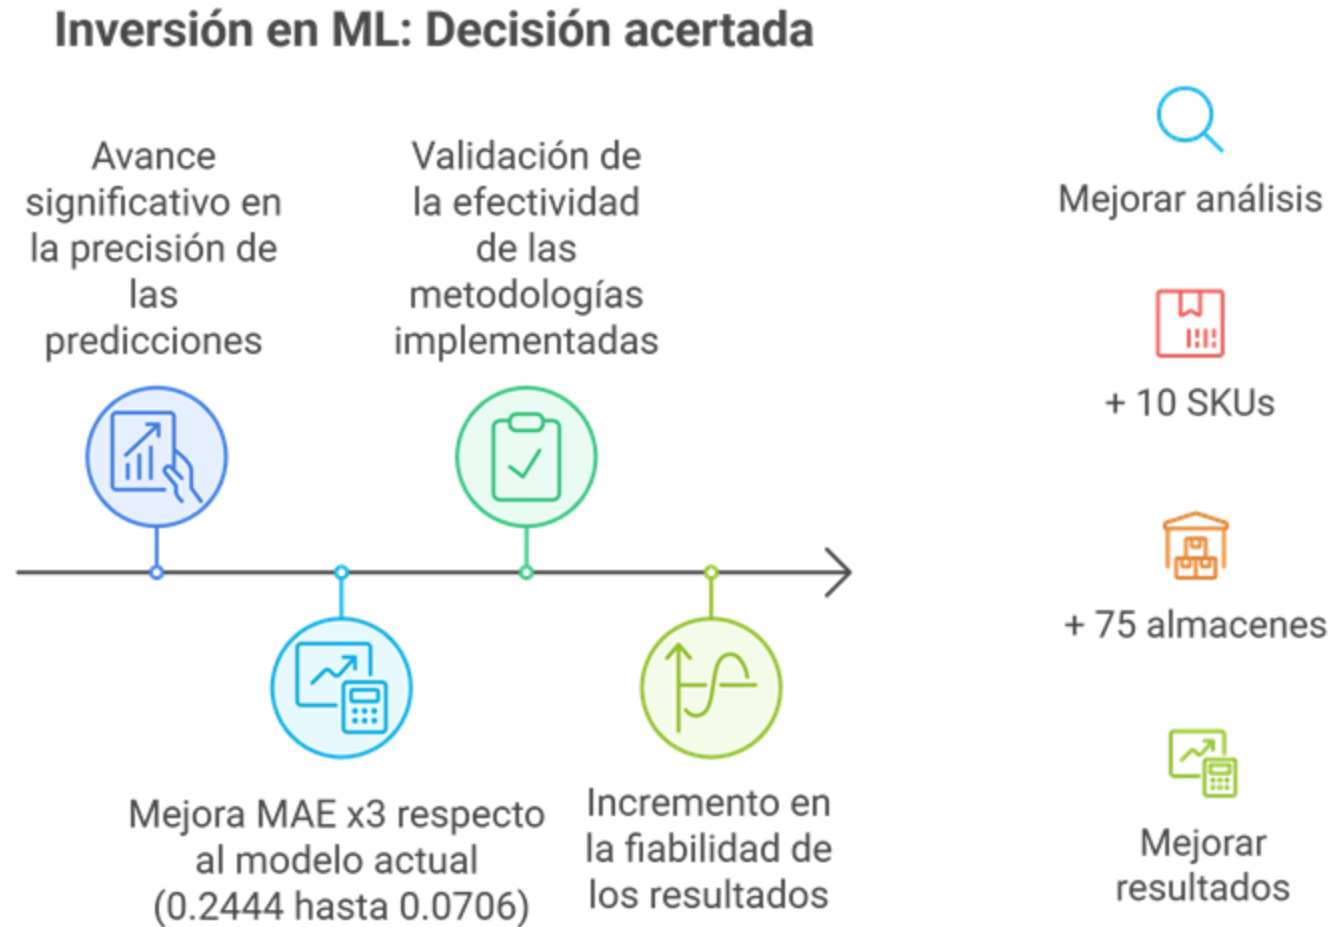 Inversión en ML: Decisión acertada
Avance
significativo en
la precisión de
las
predicciones
Validación de
la efectividad
de las
metodologías
implementadas
Mejora MAE x3 respecto
al modelo actual
(0.2444 hasta 0.0706)
Incremento en
la fiabilidad de
los resultados
Mejorar análisis
+ 10 SKUs
+ 75 almacenes
Mejorar
resultados